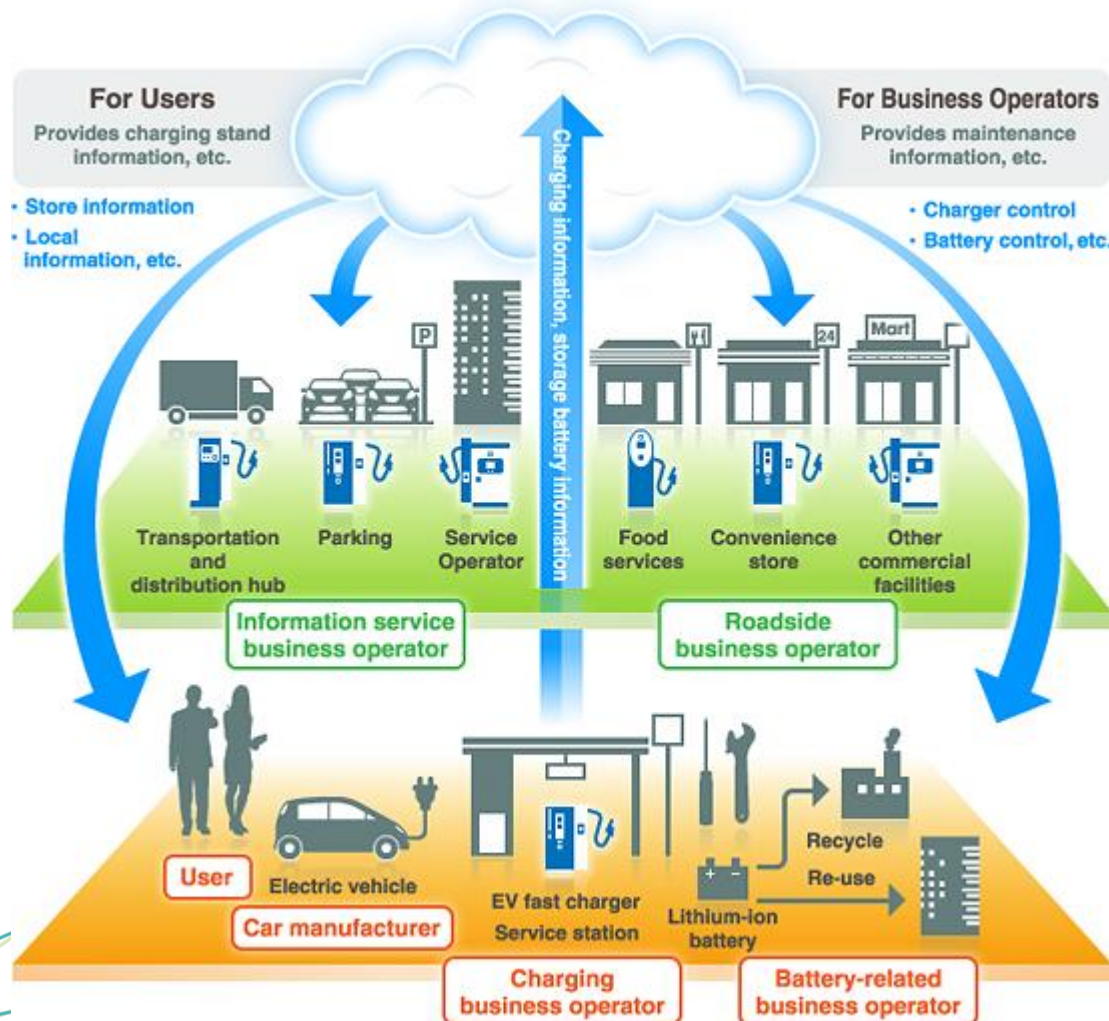 For Users
Provides charging stand
information, etc.
• Store information
• Local
information, etc.
For Business Operators
Provides maintenance
information, etc.
• Charger control
• Battery control, etc.
Charging information, storage battery information
P
24
Mart
Transportation
and
distribution hub
Parking
Service
Operator
Food
services
Convenience
store
Other
commercial
facilities
Information service
business operator
Roadside
business operator
User
Electric vehicle
Car manufacturer
EV fast charger
Service station
Charging
business operator
+ −
Lithium-ion
battery
Recycle
Re-use
Battery-related
business operator